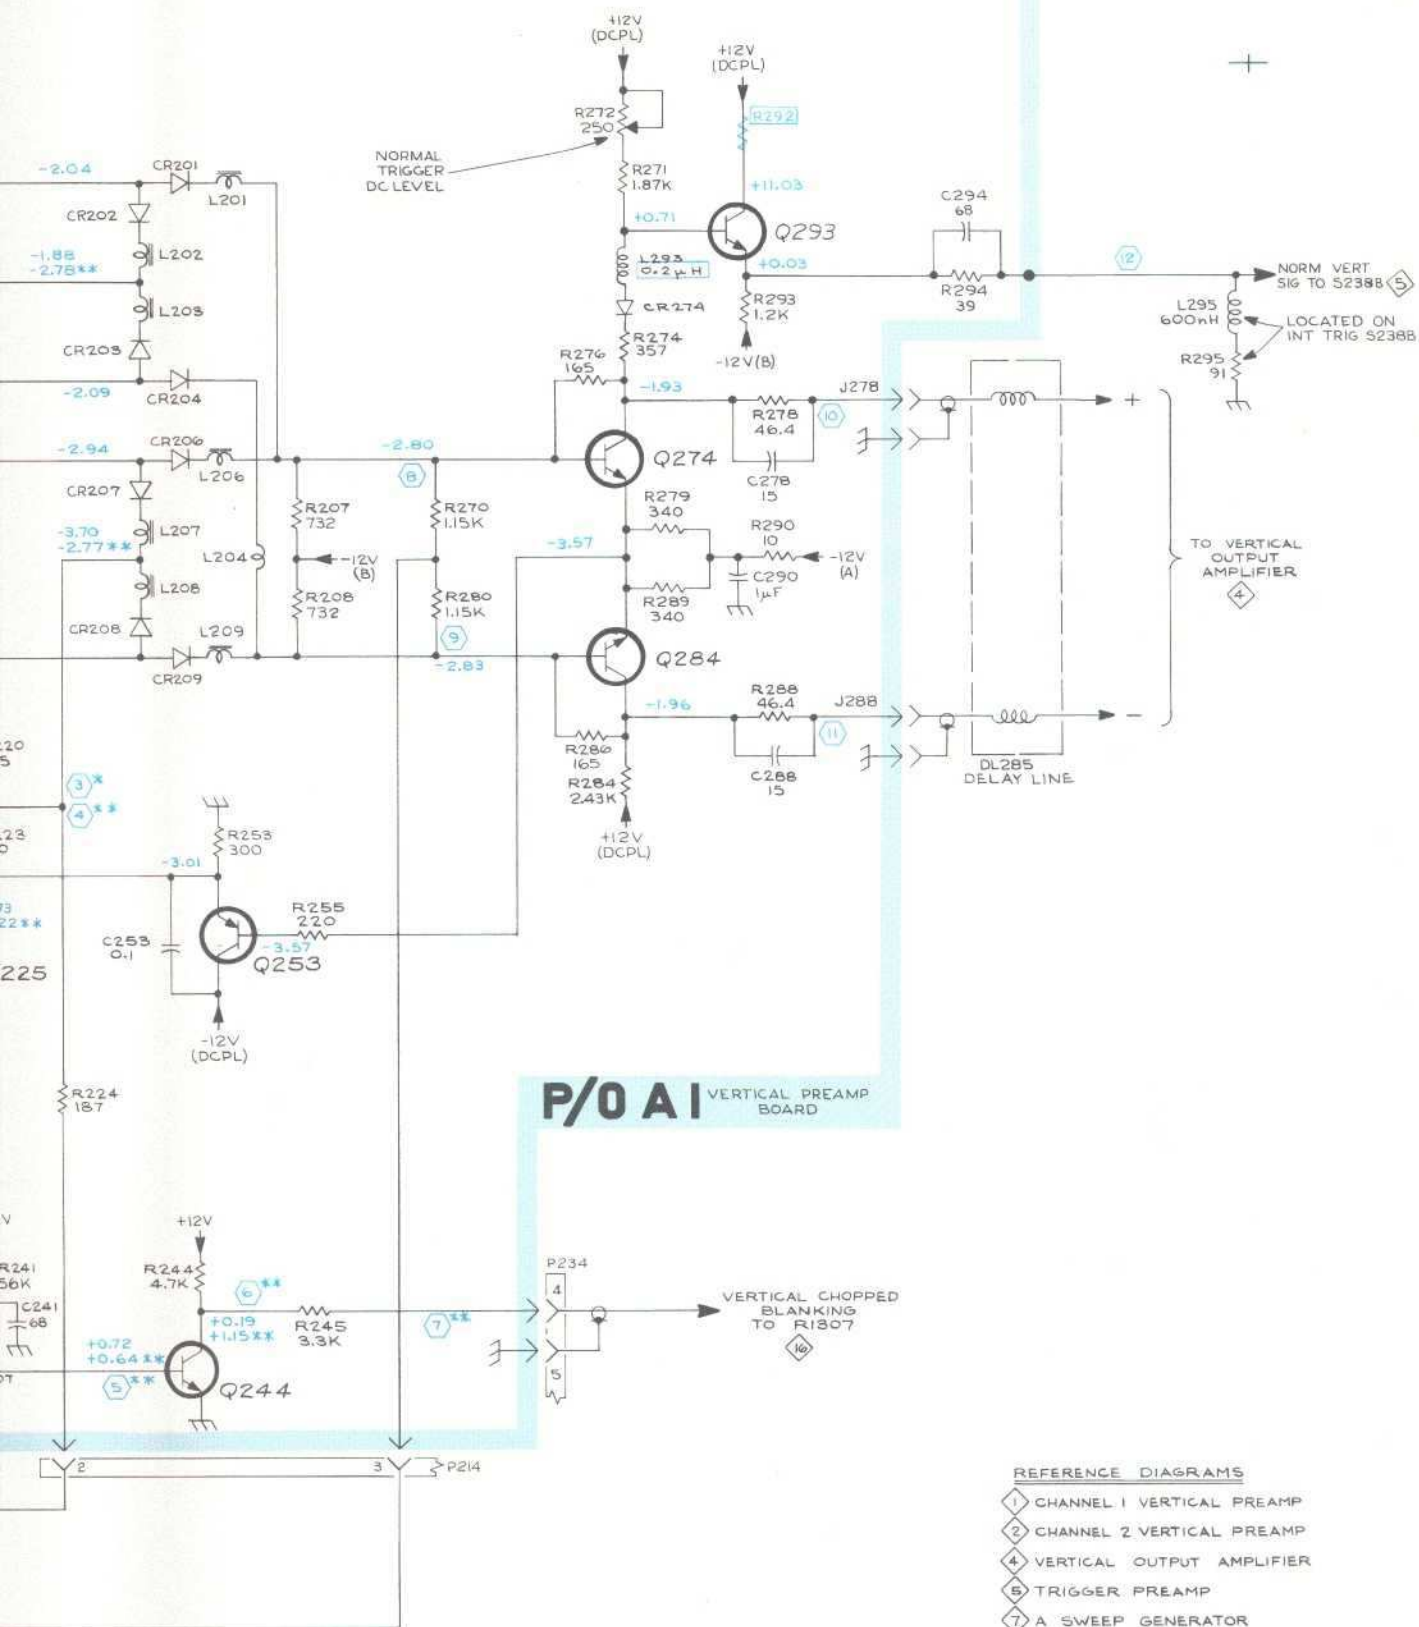 +12V
(DCPL)
+12V
(DCPL)
R272
250
R292
NORMAL
TRIGGER
DC LEVEL
R271
1.87K
+11.03
-2.04
CR201
L201
CR202
+0.71
Q293
C294
68
-1.88
-2.78**
L202
L293
0.2µH
+0.03
12
NORM VERT
SIG TO S238B 5
R294
39
L203
CR274
R293
1.2K
L295
600nH
LOCATED ON
INT TRIG S238B
CR203
R274
357
R276
165
-12V(B)
R295
91
-2.09
CR204
-1.93
J278
R278
46.4
10
+
-2.94
CR206
L206
-2.80
8
Q274
C278
15
CR207
R207
732
R270
1.15K
R279
340
R290
10
-3.70
-2.77**
L207
L204
-12V
(B)
-3.57
-12V
(A)
TO VERTICAL
OUTPUT
AMPLIFIER
4
L208
R208
732
R280
1.15K
R289
340
C290
1µF
CR208
L209
9
CR209
-2.83
Q284
-1.96
R288
46.4
J288
11
-
R286
165
C288
15
DL285
DELAY LINE
R284
2.43K
+12V
(DCPL)
220
5
3*
4**
R253
300
23
0
-3.01
73
22**
C253
0.1
R255
220
-3.57
Q253
225
-12V
(DCPL)
R224
187
P/O A1 VERTICAL PREAMP
BOARD
V
+12V
R241
56K
R244
4.7K
6**
P234
4
C241
68
+0.19
+1.15**
R245
3.3K
7**
VERTICAL CHOPPED
BLANKING
TO R1307
16
+0.72
+0.64**
5**
Q244
5
07
2
3
P214
REFERENCE DIAGRAMS
1 CHANNEL 1 VERTICAL PREAMP
2 CHANNEL 2 VERTICAL PREAMP
4 VERTICAL OUTPUT AMPLIFIER
5 TRIGGER PREAMP
7 A SWEEP GENERATOR